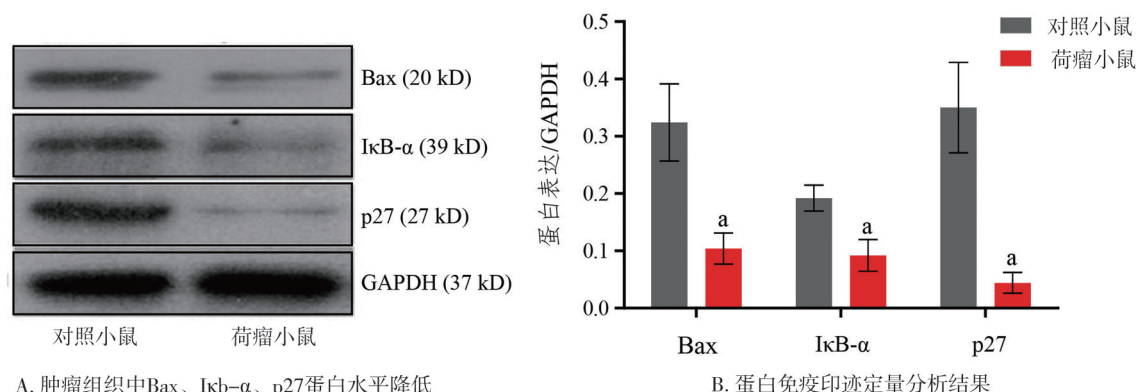 Bax (20 kD)
IκB-α (39 kD)
p27 (27 kD)
GAPDH (37 kD)
对照小鼠 荷瘤小鼠
A. 肿瘤组织中Bax、Iκb-α、p27蛋白水平降低
蛋白表达/GAPDH
0.5
0.4
0.3
0.2
0.1
0.0
对照小鼠
荷瘤小鼠
a
a
a
Bax IκB-α p27
B. 蛋白免疫印迹定量分析结果